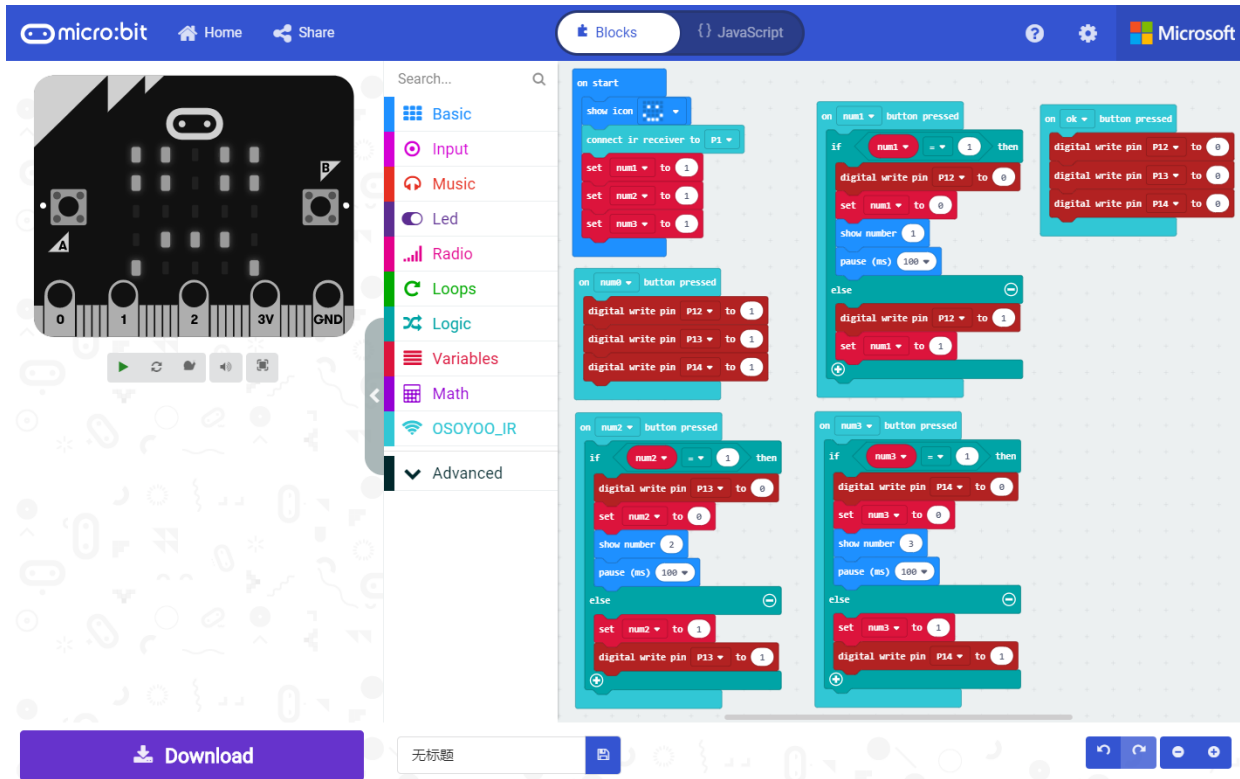 micro:bit
Home
Share
Blocks
{} JavaScript
?
Microsoft
B
A
0
1
2
3V
GND
Search...
Basic
Input
Music
Led
Radio
Loops
Logic
Variables
Math
OSOYOO_IR
Advanced
on start
show icon
connect ir receiver to P1
set num1 to 1
set num2 to 1
set num3 to 1
on num0 button pressed
digital write pin P12 to 1
digital write pin P13 to 1
digital write pin P14 to 1
on num1 button pressed
if num1 = 1 then
digital write pin P12 to 0
set num1 to 0
show number 1
pause (ms) 100
else
digital write pin P12 to 1
set num1 to 1
on ok button pressed
digital write pin P12 to 0
digital write pin P13 to 0
digital write pin P14 to 0
on num2 button pressed
if num2 = 1 then
digital write pin P13 to 0
set num2 to 0
show number 2
pause (ms) 100
else
set num2 to 1
digital write pin P13 to 1
on num3 button pressed
if num3 = 1 then
digital write pin P14 to 0
set num3 to 0
show number 3
pause (ms) 100
else
set num3 to 1
digital write pin P14 to 1
Download
无标题